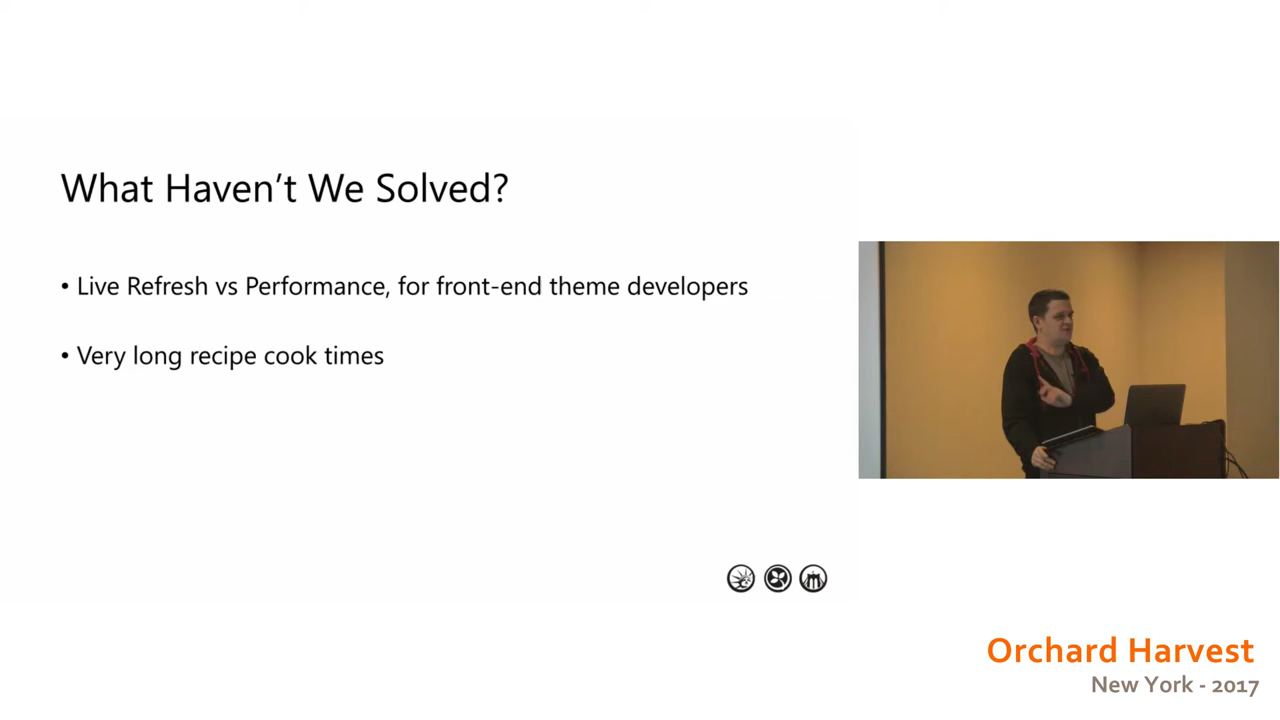 What Haven’t We Solved?
• Live Refresh vs Performance, for front-end theme developers
• Very long recipe cook times
Orchard Harvest
New York - 2017